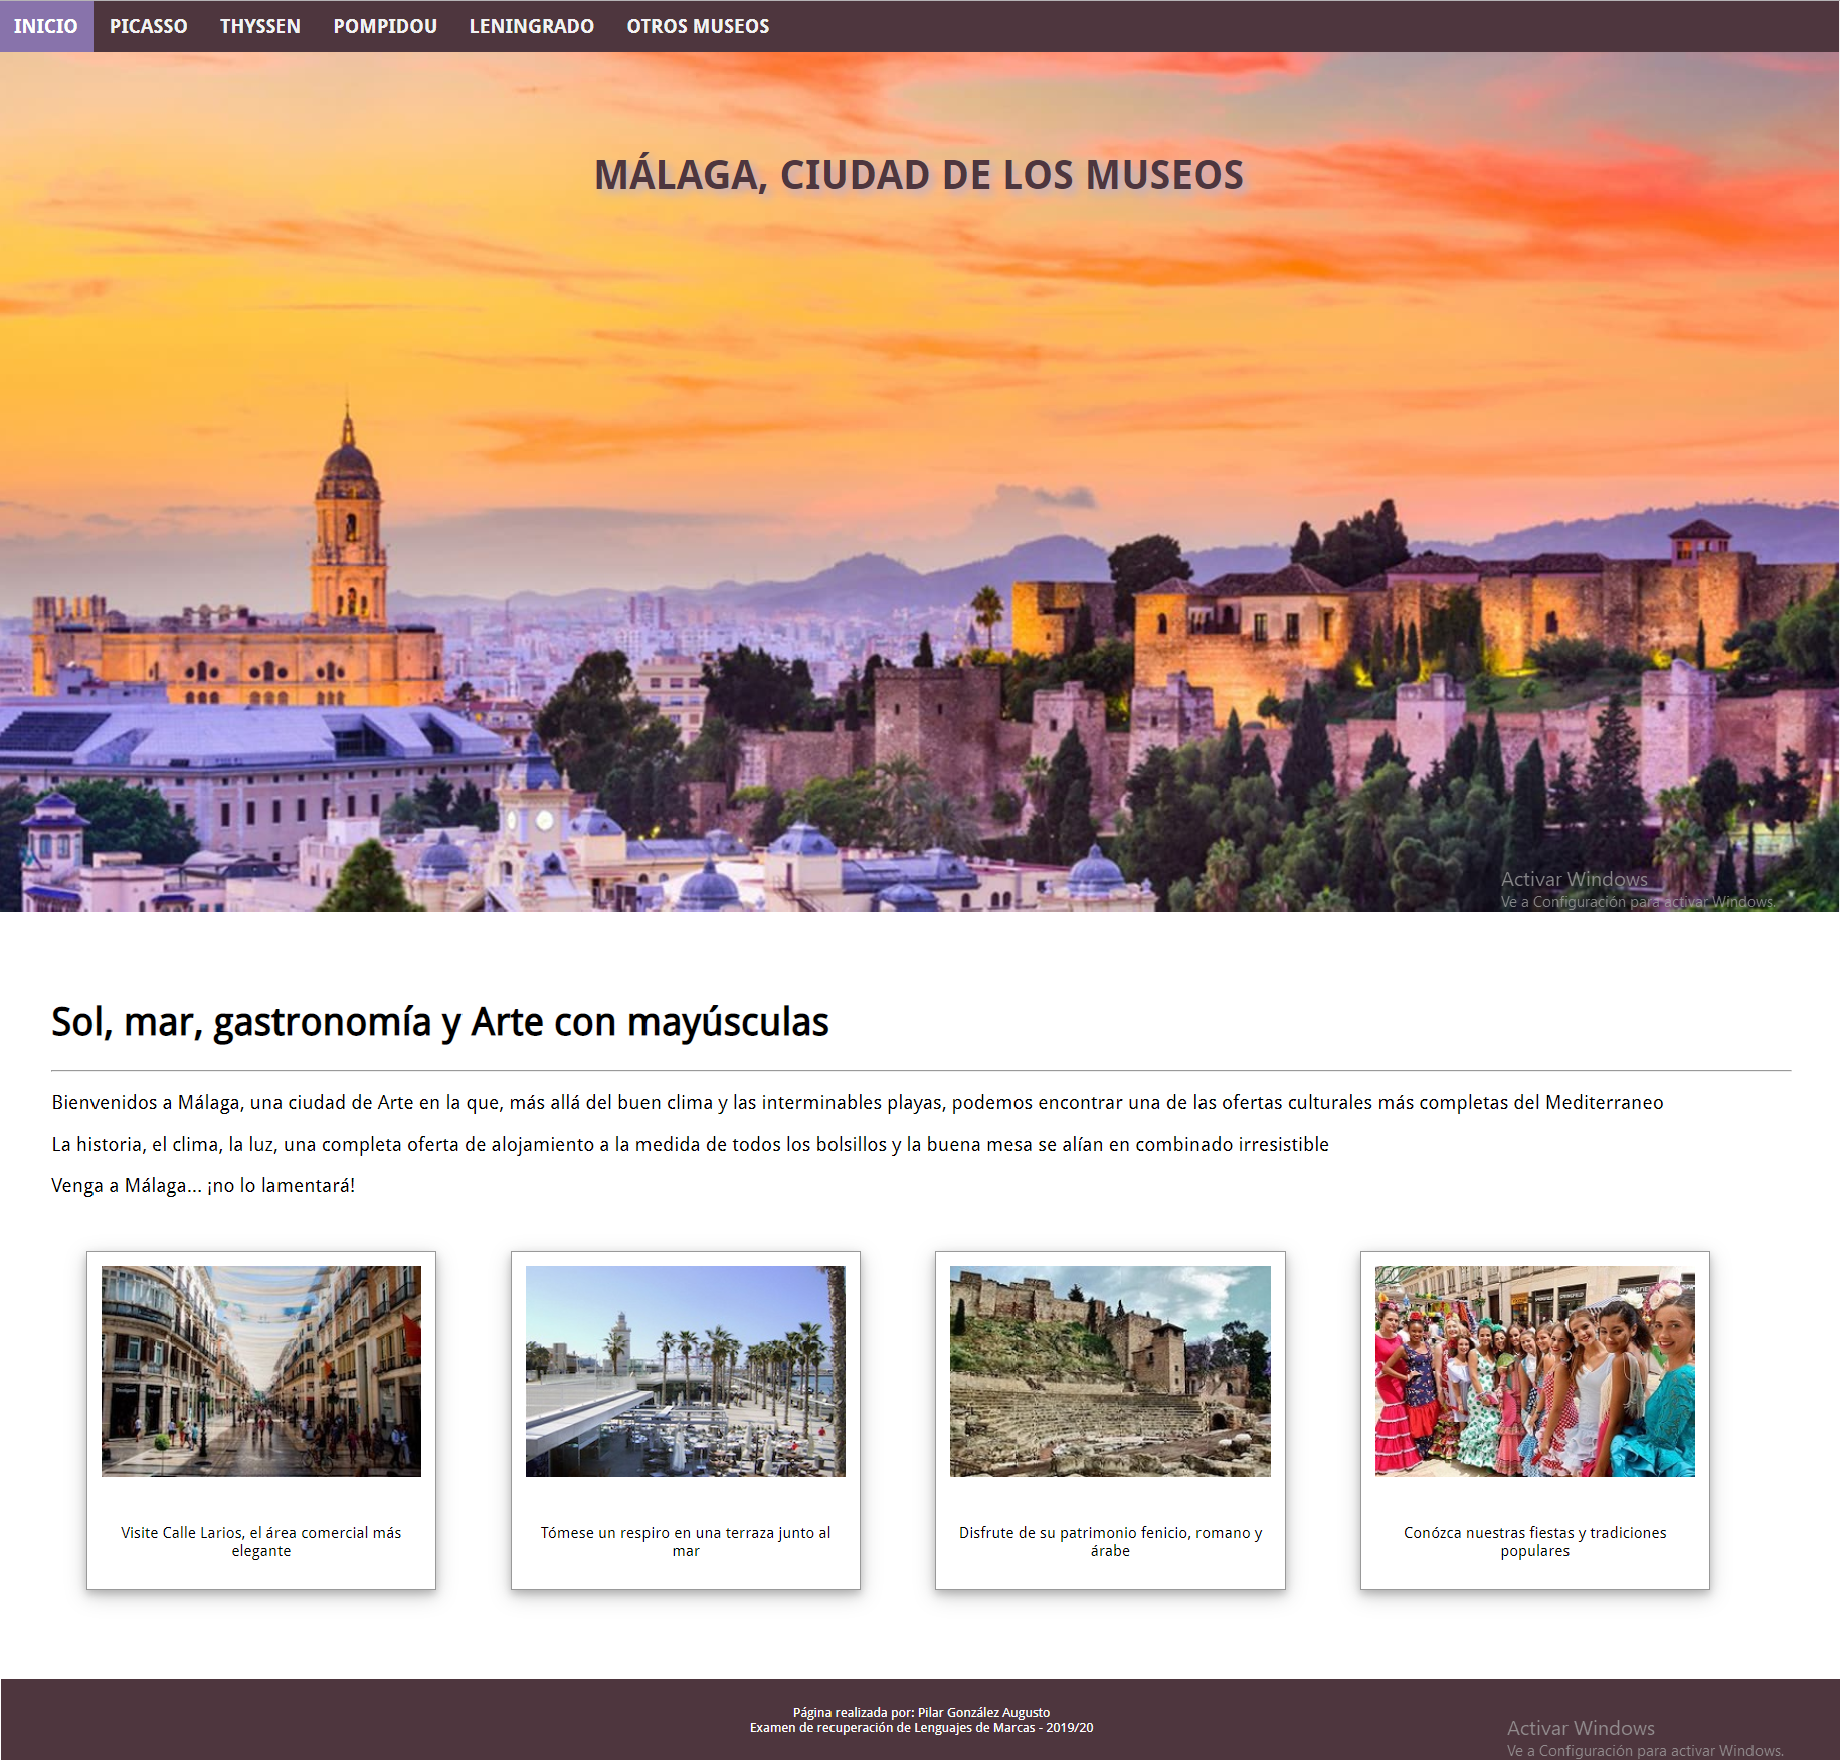 INICIO PICASSO THYSSEN POMPIDOU LENINGRADO OTROS MUSEOS
MÁLAGA, CIUDAD DE LOS MUSEOS
Activar Windows
Ve a Configuración para activar Windows.
Sol, mar, gastronomía y Arte con mayúsculas
Bienvenidos a Málaga, una ciudad de Arte en la que, más allá del buen clima y las interminables playas, podemos encontrar una de las ofertas culturales más completas del Mediterraneo
La historia, el clima, la luz, una completa oferta de alojamiento a la medida de todos los bolsillos y la buena mesa se alían en combinado irresistible
Venga a Málaga... ¡no lo lamentará!
Visite Calle Larios, el área comercial más
elegante
Tómese un respiro en una terraza junto al
mar
Disfrute de su patrimonio fenicio, romano y
árabe
Conózca nuestras fiestas y tradiciones
populares
Página realizada por: Pilar González Augusto
Examen de recuperación de Lenguajes de Marcas - 2019/20
Activar Windows
Ve a Configuración para activar Windows.